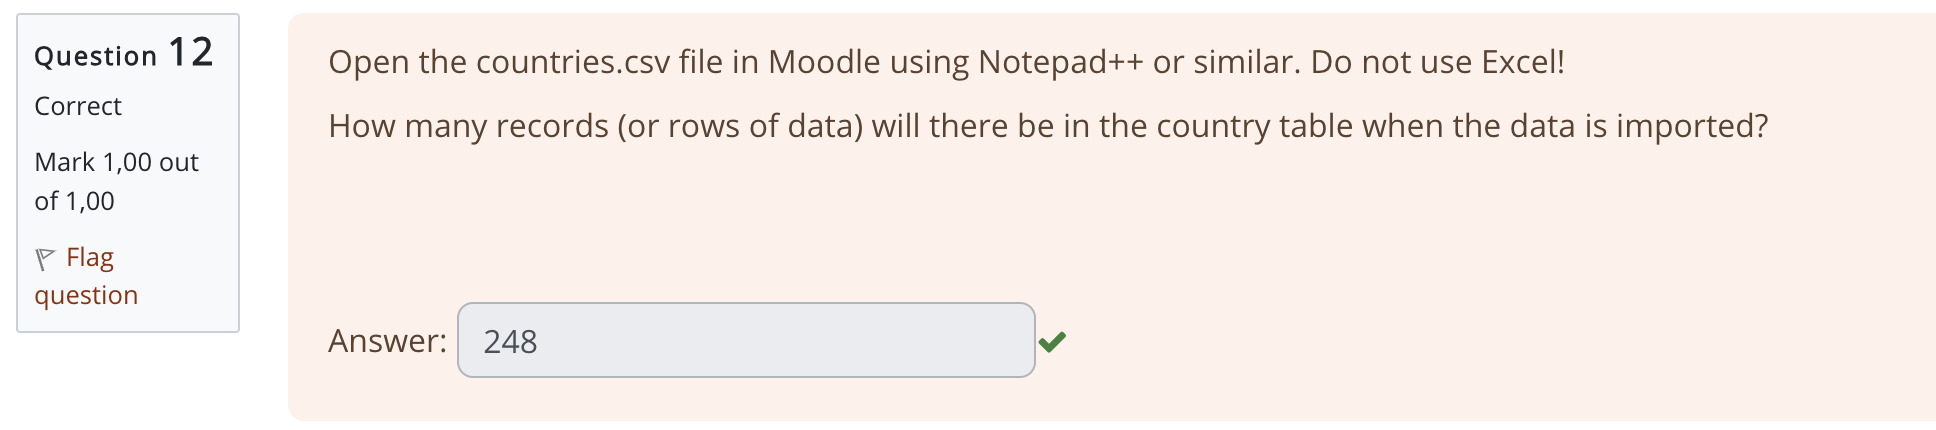 Question 12
Correct
Mark 1,00 out
of 1,00
Flag
question
Open the countries.csv file in Moodle using Notepad++ or similar. Do not use Excel!
How many records (or rows of data) will there be in the country table when the data is imported?
Answer: 248